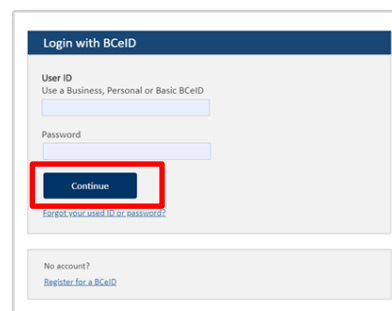 Login with BCeID
User ID
Use a Business, Personal or Basic BCeID
Password
Continue
Forgot your used ID or password?
No account?
Register for a BCeID